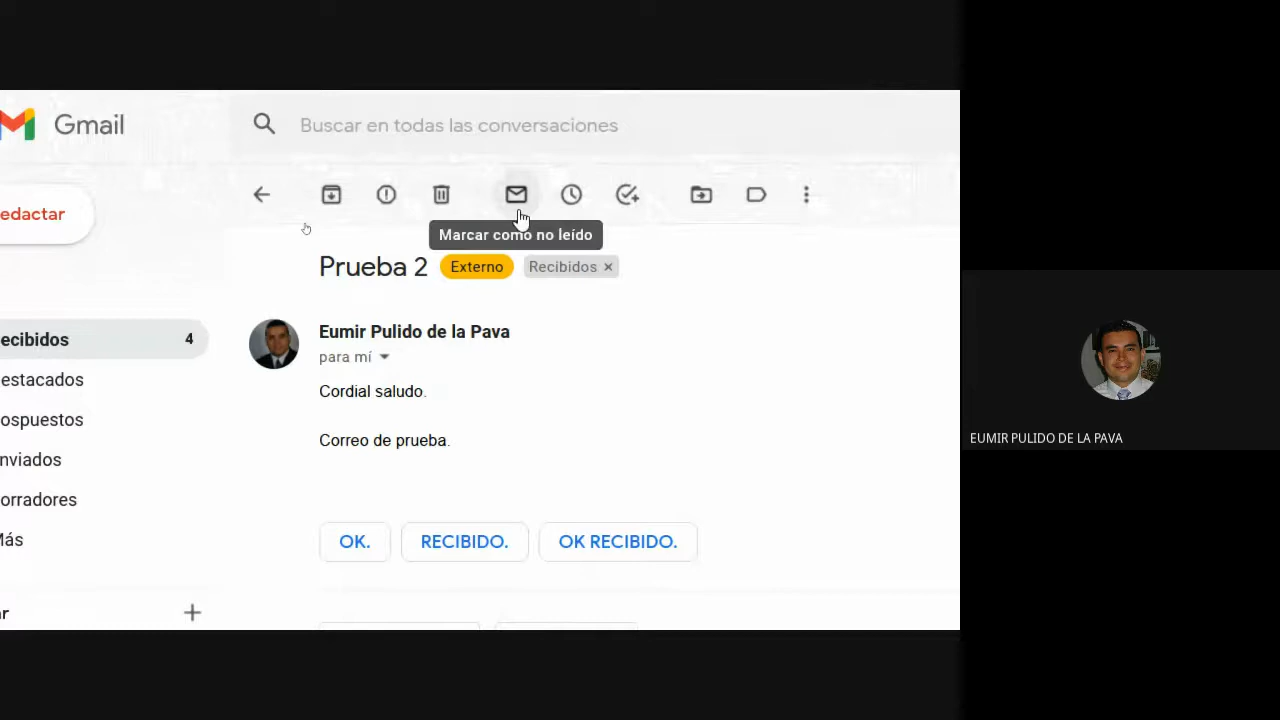 Gmail
Buscar en todas las conversaciones
edactar
Marcar como no leído
Prueba 2 Externo Recibidos ×
ecibidos 4
Eumir Pulido de la Pava
para mí
estacados
Cordial saludo.
ospuestos
Correo de prueba.
EUMIR PULIDO DE LA PAVA
nviados
orradores
Más
OK. RECIBIDO. OK RECIBIDO.
ar +